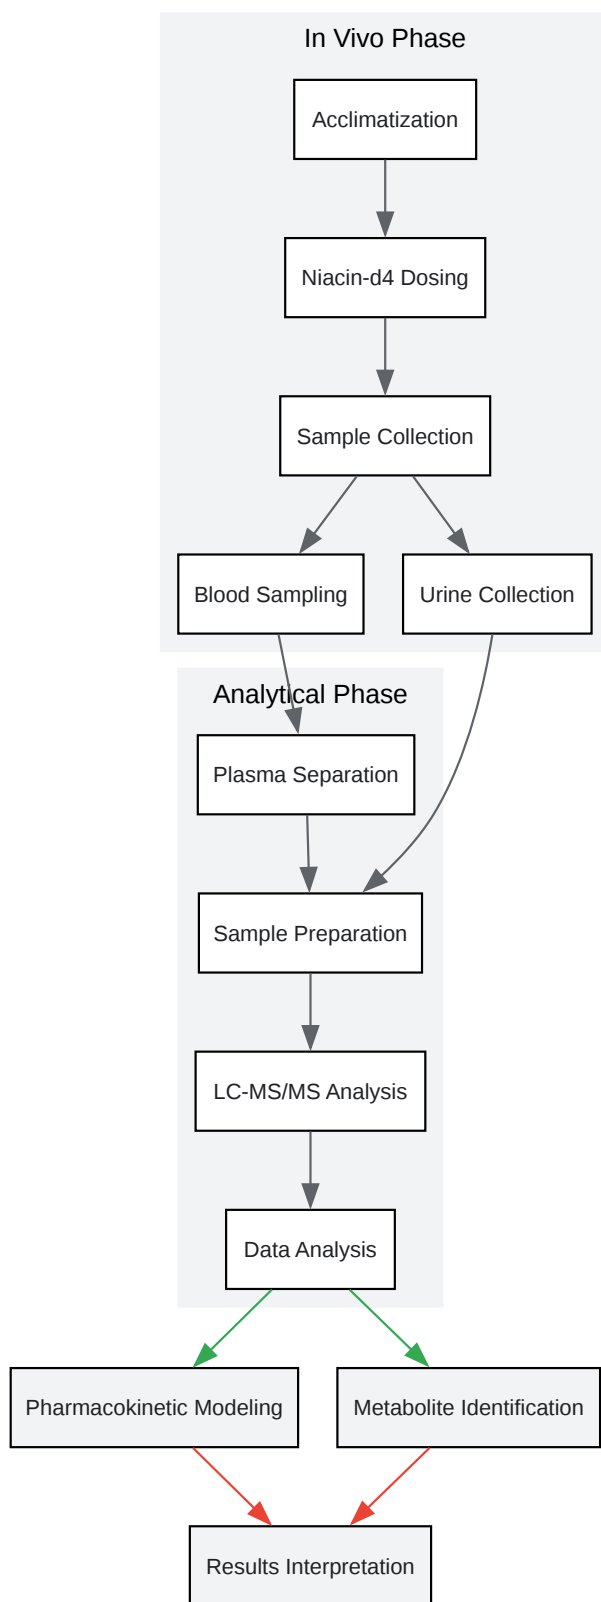 In Vivo Phase
Acclimatization
Niacin-d4 Dosing
Sample Collection
Blood Sampling
Urine Collection
Analytical Phase
Plasma Separation
Sample Preparation
LC-MS/MS Analysis
Data Analysis
Pharmacokinetic Modeling
Metabolite Identification
Results Interpretation